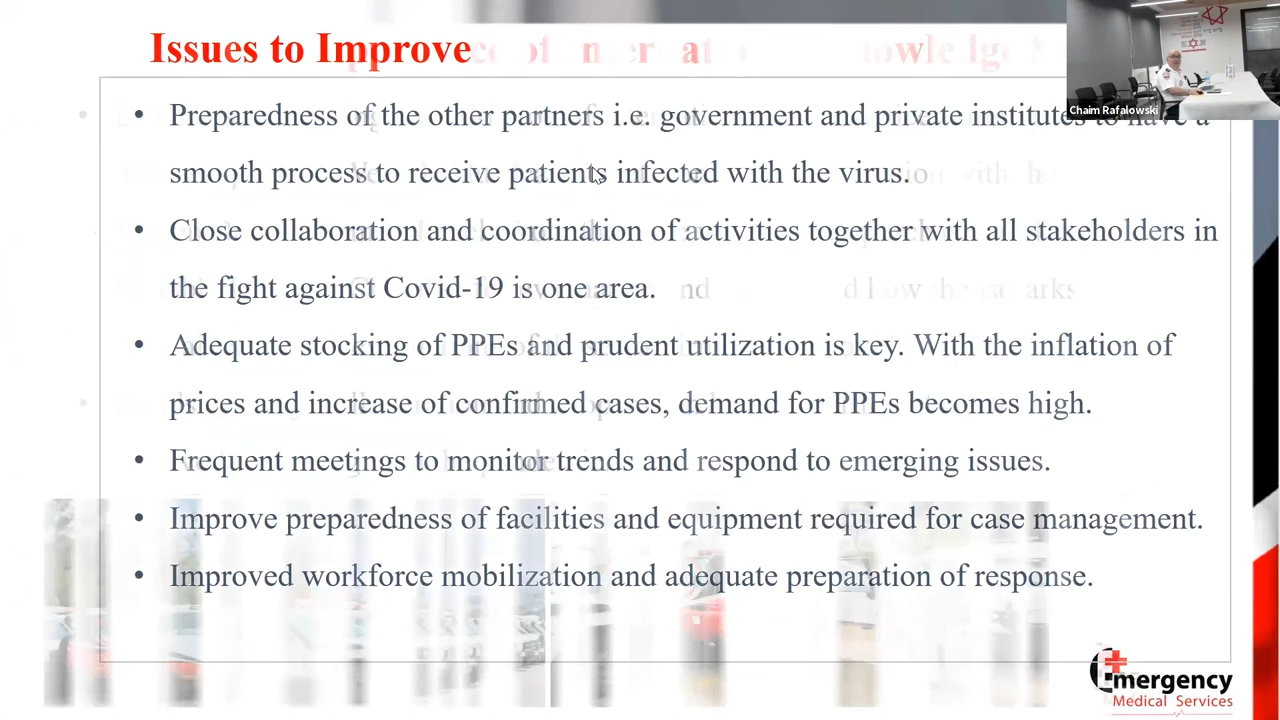 Issues to Improve
Chaim Rafalowski
• Preparedness of the other partners i.e. government and private institutes to have a
smooth process to receive patients infected with the virus.
• Close collaboration and coordination of activities together with all stakeholders in
the fight against Covid-19 is one area.
• Adequate stocking of PPEs and prudent utilization is key. With the inflation of
prices and increase of confirmed cases, demand for PPEs becomes high.
• Frequent meetings to monitor trends and respond to emerging issues.
• Improve preparedness of facilities and equipment required for case management.
• Improved workforce mobilization and adequate preparation of response.
Emergency
Medical Services